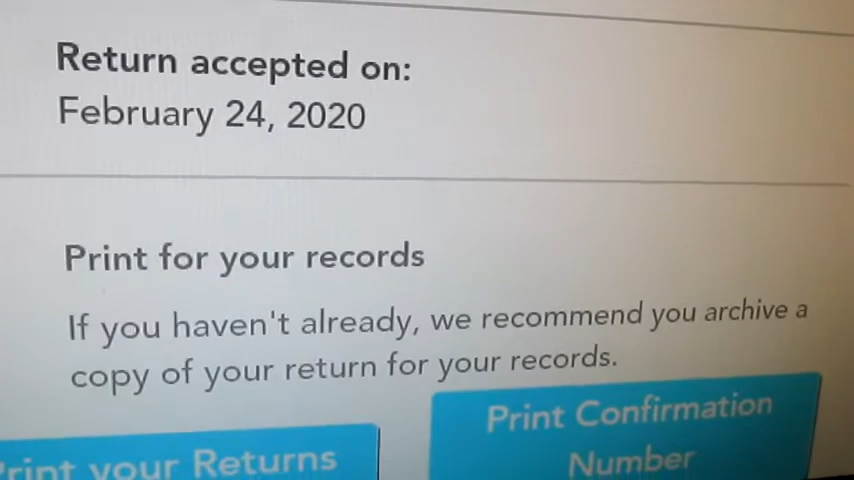 Return accepted on:
February 24, 2020
Print for your records
If you haven't already, we recommend you archive a
copy of your return for your records.
Print your Returns
Print Confirmation
Number